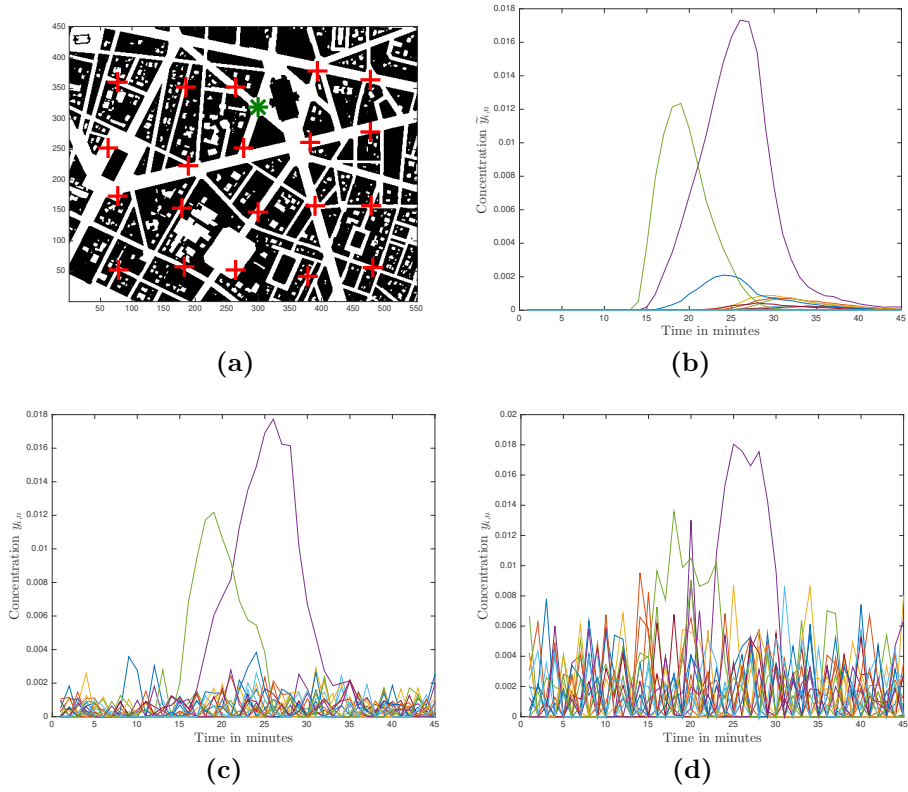 450
400
350
300
250
200
150
100
50
50 100 150 200 250 300 350 400 450 500 550
(a)
Concentration ỹ_{i,n}
0.018
0.016
0.014
0.012
0.01
0.008
0.006
0.004
0.002
0
0 5 10 15 20 25 30 35 40 45
Time in minutes
(b)
Concentration y_{i,n}
0.018
0.016
0.014
0.012
0.01
0.008
0.006
0.004
0.002
0
0 5 10 15 20 25 30 35 40 45
Time in minutes
(c)
Concentration y_{i,n}
0.02
0.018
0.016
0.014
0.012
0.01
0.008
0.006
0.004
0.002
0
0 5 10 15 20 25 30 35 40 45
Time in minutes
(d)